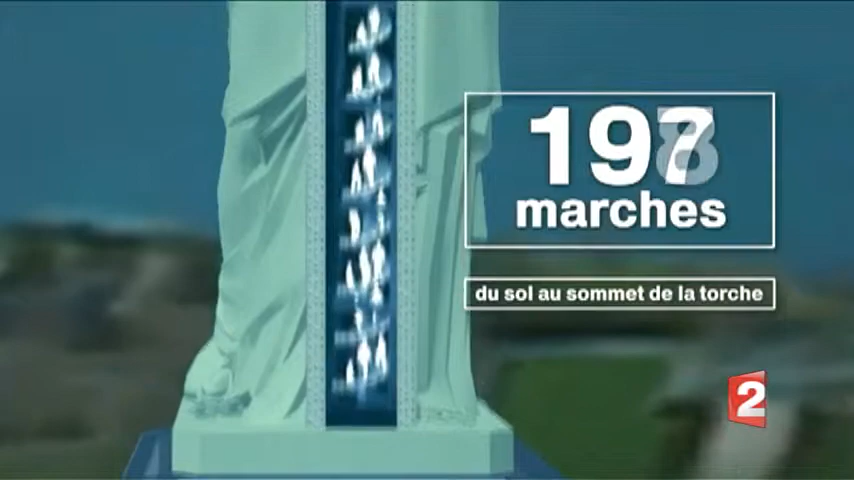 197
marches
du sol au sommet de la torche
2